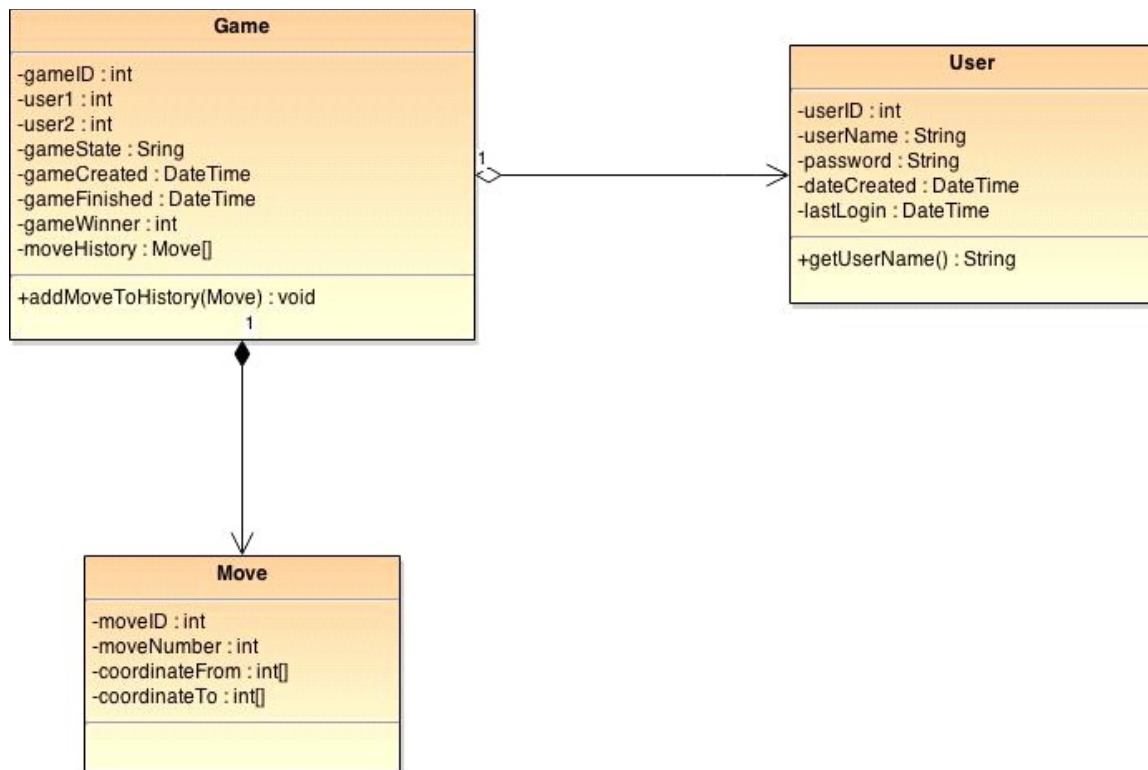 Game
-gameID : int
-user1 : int
-user2 : int
-gameState : Sring
-gameCreated : DateTime
-gameFinished : DateTime
-gameWinner : int
-moveHistory : Move[]
+addMoveToHistory(Move) : void
1
1
User
-userID : int
-userName : String
-password : String
-dateCreated : DateTime
-lastLogin : DateTime
+getUserName() : String
Move
-moveID : int
-moveNumber : int
-coordinateFrom : int[]
-coordinateTo : int[]